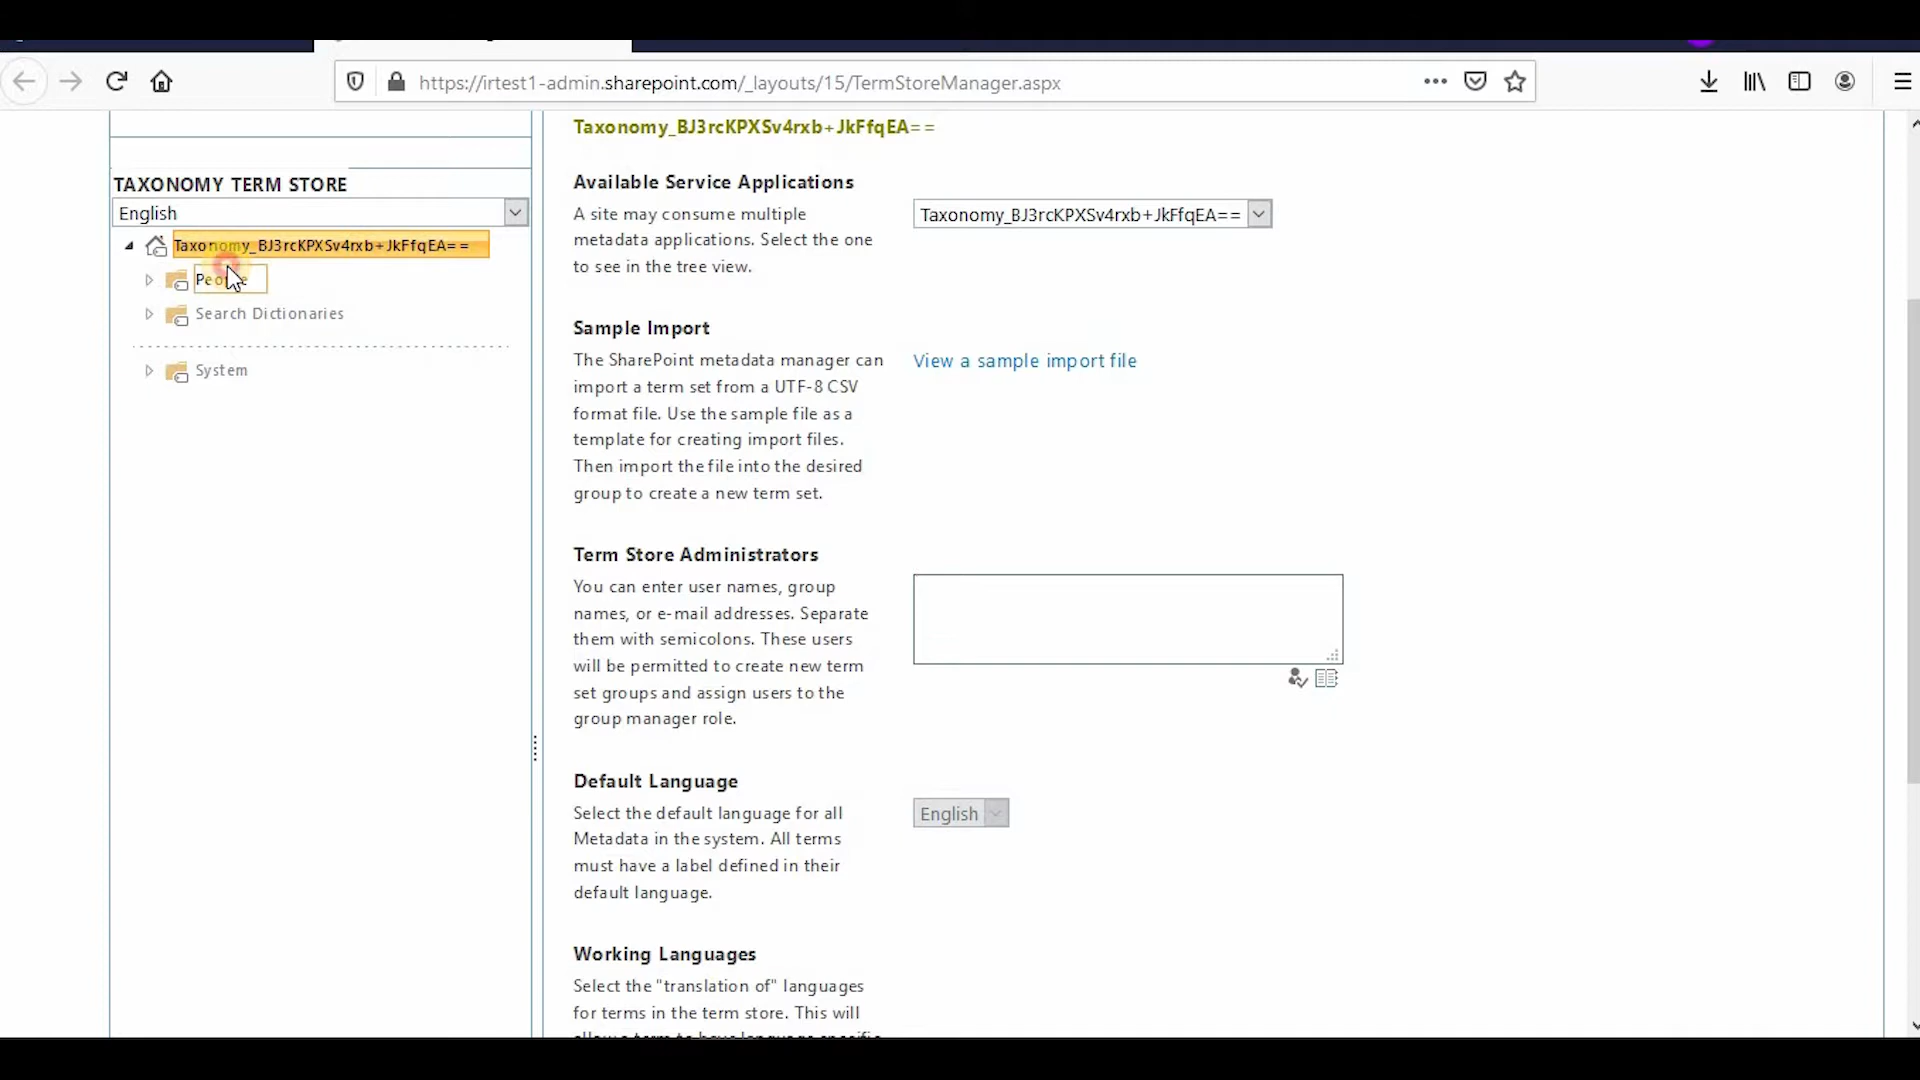 https://irtest1-admin.sharepoint.com/_layouts/15/TermStoreManager.aspx
TAXONOMY TERM STORE
English
Taxonomy_BJ3rcKPXSv4rxb+JkFfqEA==
People
Search Dictionaries
System
Taxonomy_BJ3rcKPXSv4rxb+JkFfqEA==
Available Service Applications
A site may consume multiple
metadata applications. Select the one
to see in the tree view.
Taxonomy_BJ3rcKPXSv4rxb+JkFfqEA==
Sample Import
The SharePoint metadata manager can
import a term set from a UTF-8 CSV
format file. Use the sample file as a
template for creating import files.
Then import the file into the desired
group to create a new term set.
View a sample import file
Term Store Administrators
You can enter user names, group
names, or e-mail addresses. Separate
them with semicolons. These users
will be permitted to create new term
set groups and assign users to the
group manager role.
Default Language
Select the default language for all
Metadata in the system. All terms
must have a label defined in their
default language.
English
Working Languages
Select the "translation of" languages
for terms in the term store. This will
allow a term to have language specific